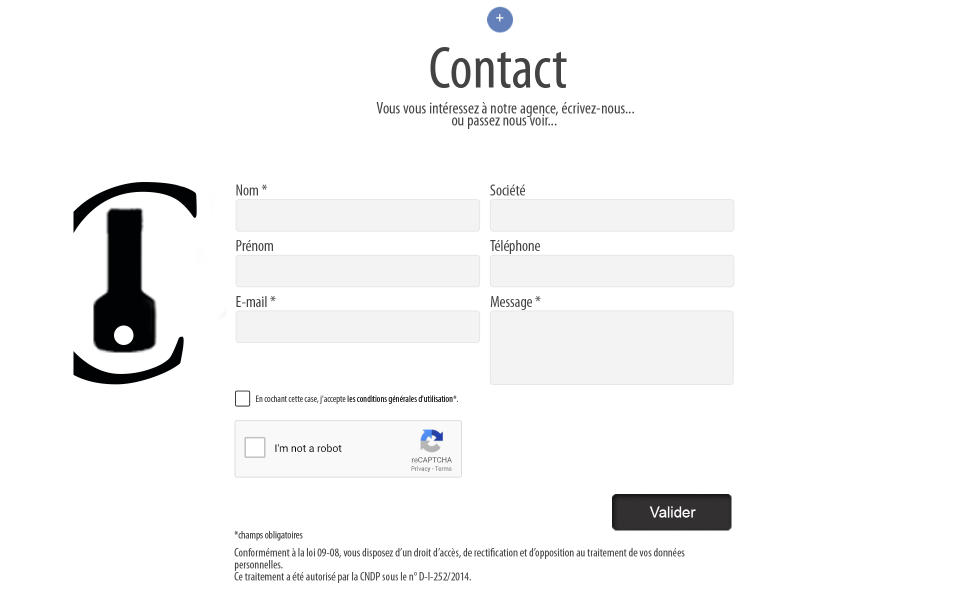 +
Contact
Vous vous intéressez à notre agence, écrivez-nous...
ou passez nous voir...
Nom *
Société
Prénom
Téléphone
E-mail *
Message *
En cochant cette case, j'accepte les conditions générales d'utilisation*.
I'm not a robot
reCAPTCHA
Privacy - Terms
Valider
*champs obligatoires
Conformément à la loi 09-08, vous disposez d’un droit d’accès, de rectification et d’opposition au traitement de vos données
personnelles.
Ce traitement a été autorisé par la CNDP sous le n° D-I-252/2014.